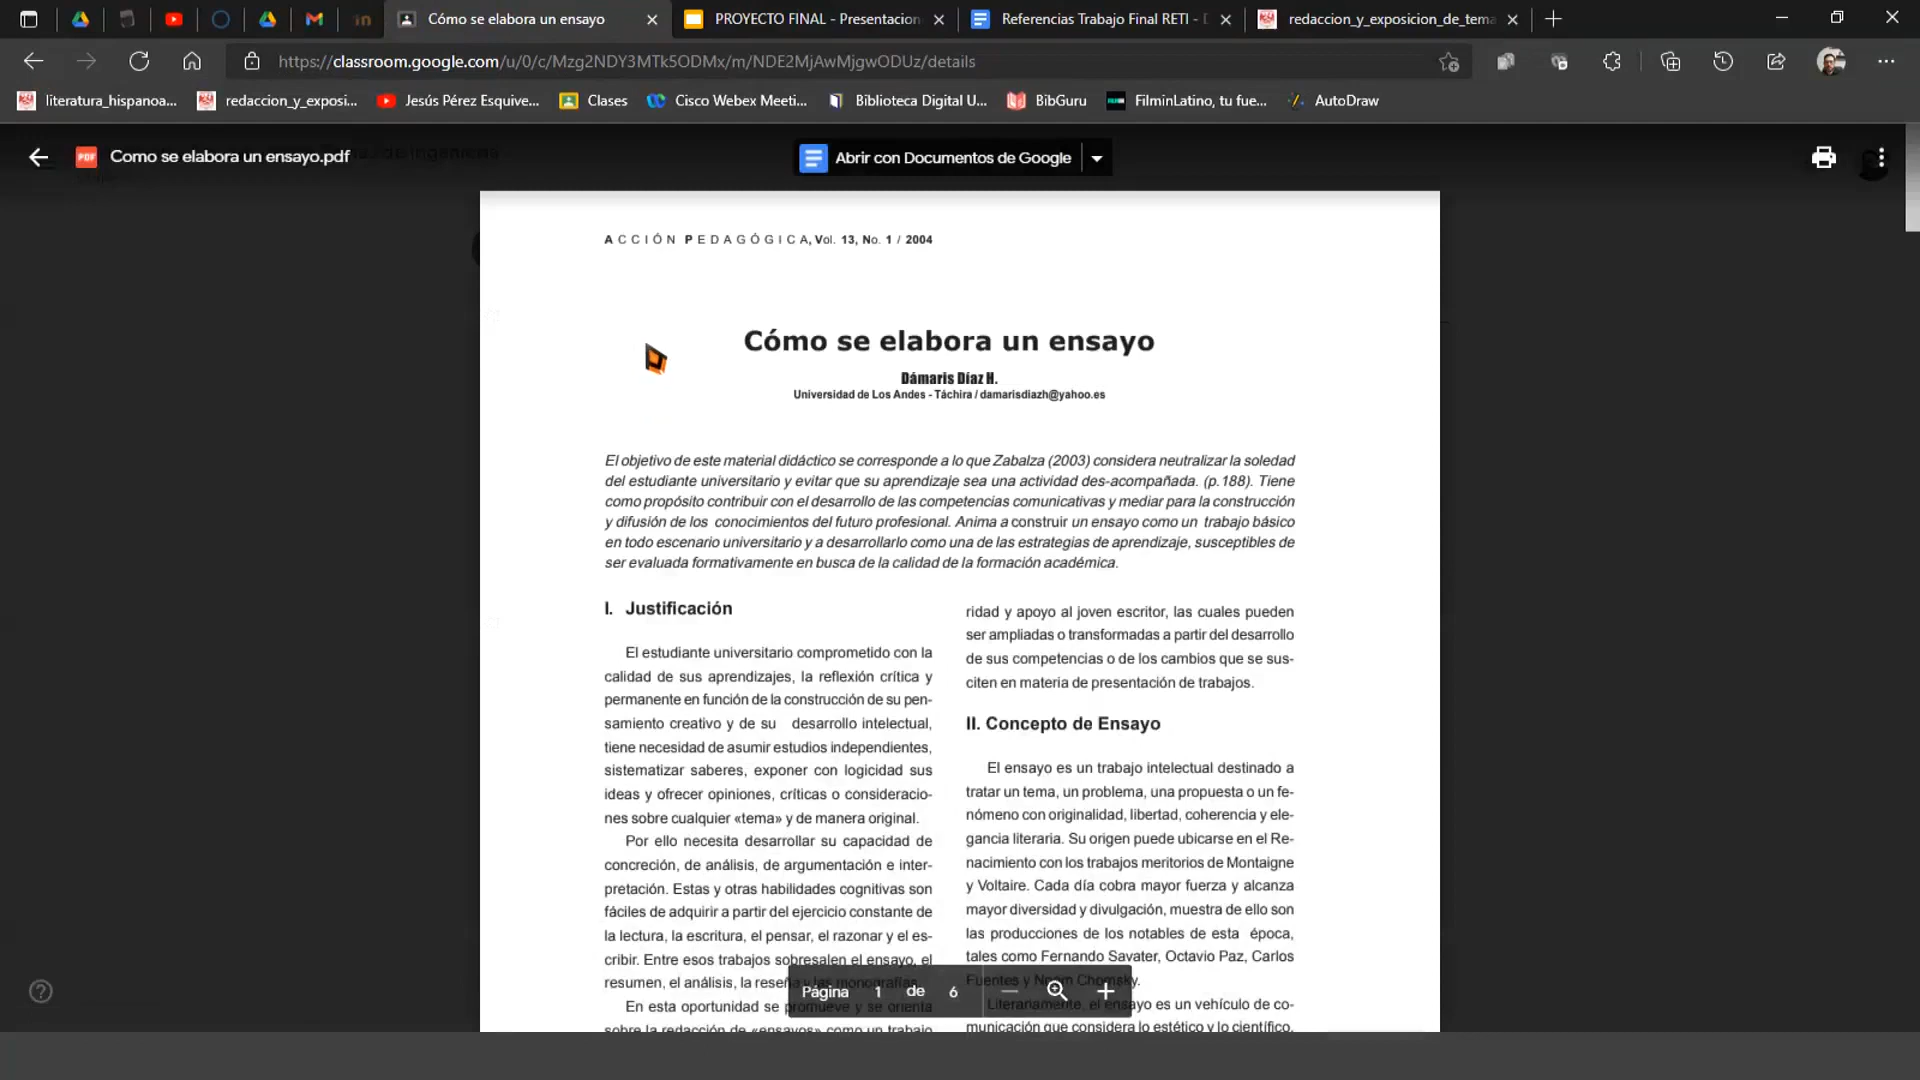 Cómo se elabora un ensayo
PROYECTO FINAL - Presentacion
Referencias Trabajo Final RETI - D
redaccion_y_exposicion_de_tema
https://classroom.google.com/u/0/c/Mzg2NDY3MTk5ODMx/m/NDE2MjAwMjgwODUz/details
literatura_hispanoa...
redaccion_y_exposi...
Jesús Pérez Esquive...
Clases
Cisco Webex Meeti...
Biblioteca Digital U...
BibGuru
FilminLatino, tu fue...
AutoDraw
PDF
Como se elabora un ensayo.pdf
Abrir con Documentos de Google
ACCIÓN PEDAGÓGICA, Vol. 13, No. 1 / 2004
Cómo se elabora un ensayo
Dámaris Díaz H.
Universidad de Los Andes - Táchira / damarisdiazh@yahoo.es
El objetivo de este material didáctico se corresponde a lo que Zabalza (2003) considera neutralizar la soledad
del estudiante universitario y evitar que su aprendizaje sea una actividad des-acompañada. (p.188). Tiene
como propósito contribuir con el desarrollo de las competencias comunicativas y mediar para la construcción
y difusión de los conocimientos del futuro profesional. Anima a construir un ensayo como un trabajo básico
en todo escenario universitario y a desarrollarlo como una de las estrategias de aprendizaje, susceptibles de
ser evaluada formativamente en busca de la calidad de la formación académica.
I. Justificación
El estudiante universitario comprometido con la
calidad de sus aprendizajes, la reflexión crítica y
permanente en función de la construcción de su pen-
samiento creativo y de su desarrollo intelectual,
tiene necesidad de asumir estudios independientes,
sistematizar saberes, exponer con logicidad sus
ideas y ofrecer opiniones, críticas o consideracio-
nes sobre cualquier «tema» y de manera original.
Por ello necesita desarrollar su capacidad de
concreción, de análisis, de argumentación e inter-
pretación. Estas y otras habilidades cognitivas son
fáciles de adquirir a partir del ejercicio constante de
la lectura, la escritura, el pensar, el razonar y el es-
cribir. Entre esos trabajos sobresalen el ensayo, el
resumen, el análisis, la reseña y las monografías.
En esta oportunidad se promueve y se orienta
sobre la redacción de «ensayos» como un trabajo
ridad y apoyo al joven escritor, las cuales pueden
ser ampliadas o transformadas a partir del desarrollo
de sus competencias o de los cambios que se sus-
citen en materia de presentación de trabajos.
II. Concepto de Ensayo
El ensayo es un trabajo intelectual destinado a
tratar un tema, un problema, una propuesta o un fe-
nómeno con originalidad, libertad, coherencia y ele-
gancia literaria. Su origen puede ubicarse en el Re-
nacimiento con los trabajos meritorios de Montaigne
y Voltaire. Cada día cobra mayor fuerza y alcanza
mayor diversidad y divulgación, muestra de ello son
las producciones de los notables de esta época,
tales como Fernando Savater, Octavio Paz, Carlos
Fuentes y Noam Chomsky.
Literariamente, el ensayo es un vehículo de co-
municación que considera lo estético y lo científico,
Página 1 de 6